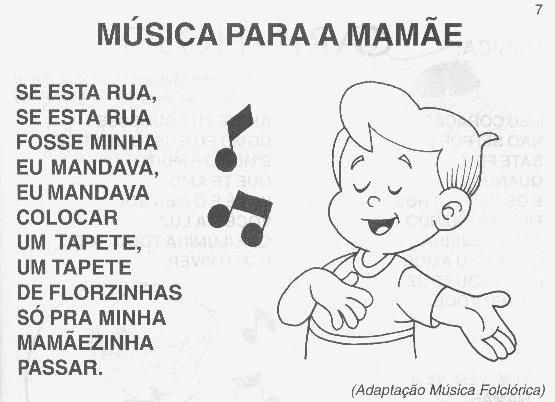 7
MÚSICA PARA A MAMÃE
SE ESTA RUA,
SE ESTA RUA
FOSSE MINHA
EU MANDAVA,
EU MANDAVA
COLOCAR
UM TAPETE,
UM TAPETE
DE FLORZINHAS
SÓ PRA MINHA
MAMÃEZINHA
PASSAR.
(Adaptação Música Folclórica)